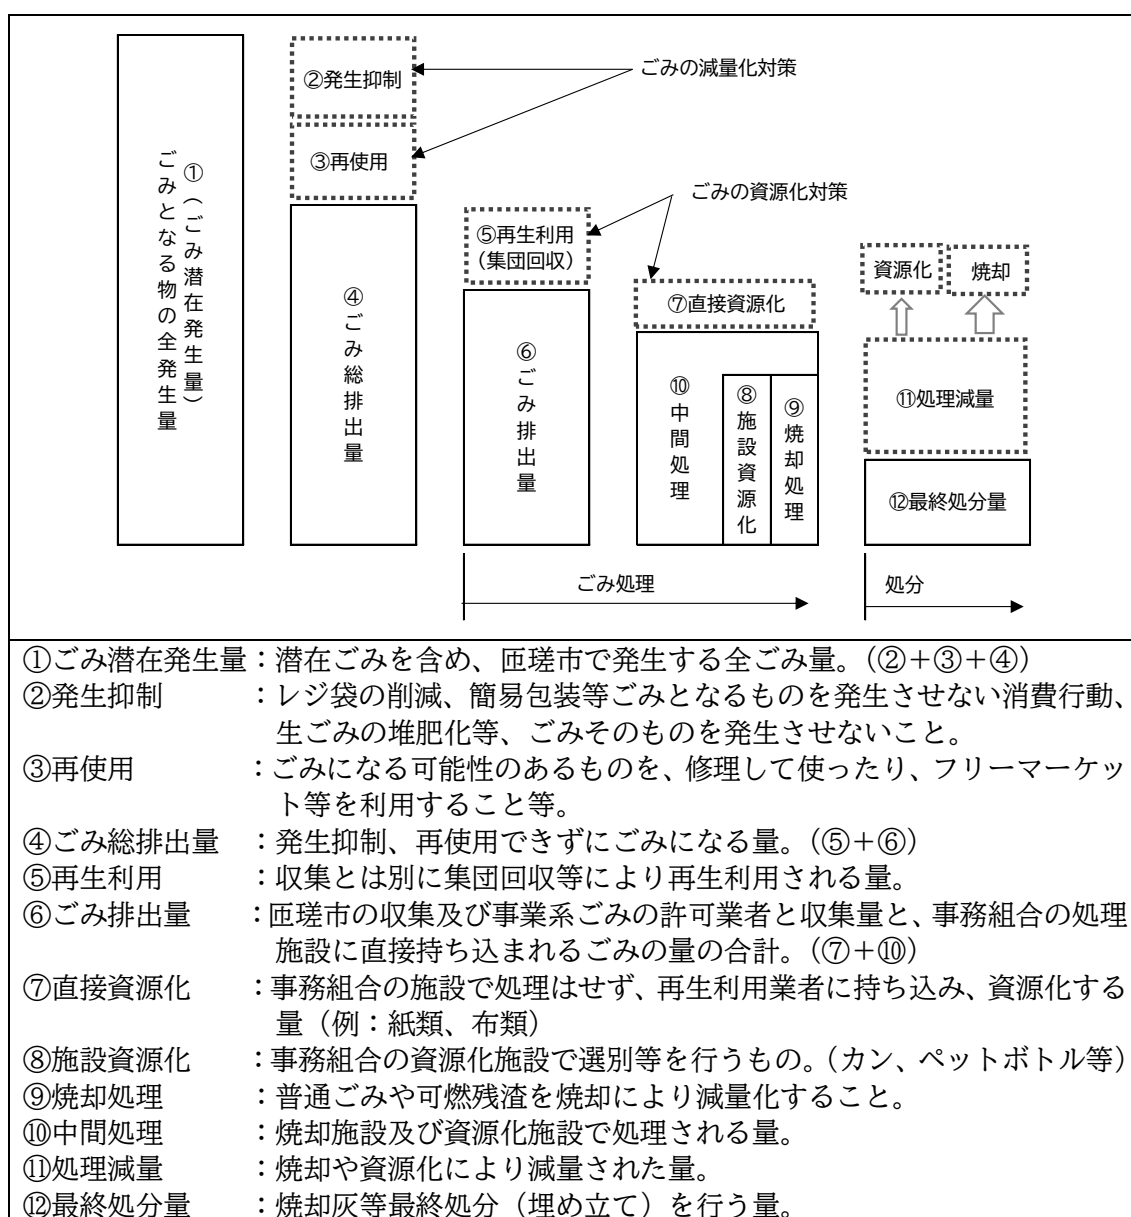 ①(ごみ潜在発生量)
ごみとなる物の全発生量
②発生抑制
③再使用
ごみの減量化対策
④ごみ総排出量
⑤再生利用
(集団回収)
ごみの資源化対策
⑥ごみ排出量
⑦直接資源化
⑩中間処理
⑧施設資源化
⑨焼却処理
資源化
焼却
⑪処理減量
⑫最終処分量
ごみ処理
処分
①ごみ潜在発生量:潜在ごみを含め、匝瑳市で発生する全ごみ量。(②+③+④)
②発生抑制 :レジ袋の削減、簡易包装等ごみとなるものを発生させない消費行動、
生ごみの堆肥化等、ごみそのものを発生させないこと。
③再使用 :ごみになる可能性のあるものを、修理して使ったり、フリーマーケッ
ト等を利用すること等。
④ごみ総排出量 :発生抑制、再使用できずにごみになる量。(⑤+⑥)
⑤再生利用 :収集とは別に集団回収等により再生利用される量。
⑥ごみ排出量 :匝瑳市の収集及び事業系ごみの許可業者と収集量と、事務組合の処理
施設に直接持ち込まれるごみの量の合計。(⑦+⑩)
⑦直接資源化 :事務組合の施設で処理はせず、再生利用業者に持ち込み、資源化する
量(例:紙類、布類)
⑧施設資源化 :事務組合の資源化施設で選別等を行うもの。(カン、ペットボトル等)
⑨焼却処理 :普通ごみや可燃残渣を焼却により減量化すること。
⑩中間処理 :焼却施設及び資源化施設で処理される量。
⑪処理減量 :焼却や資源化により減量された量。
⑫最終処分量 :焼却灰等最終処分(埋め立て)を行う量。